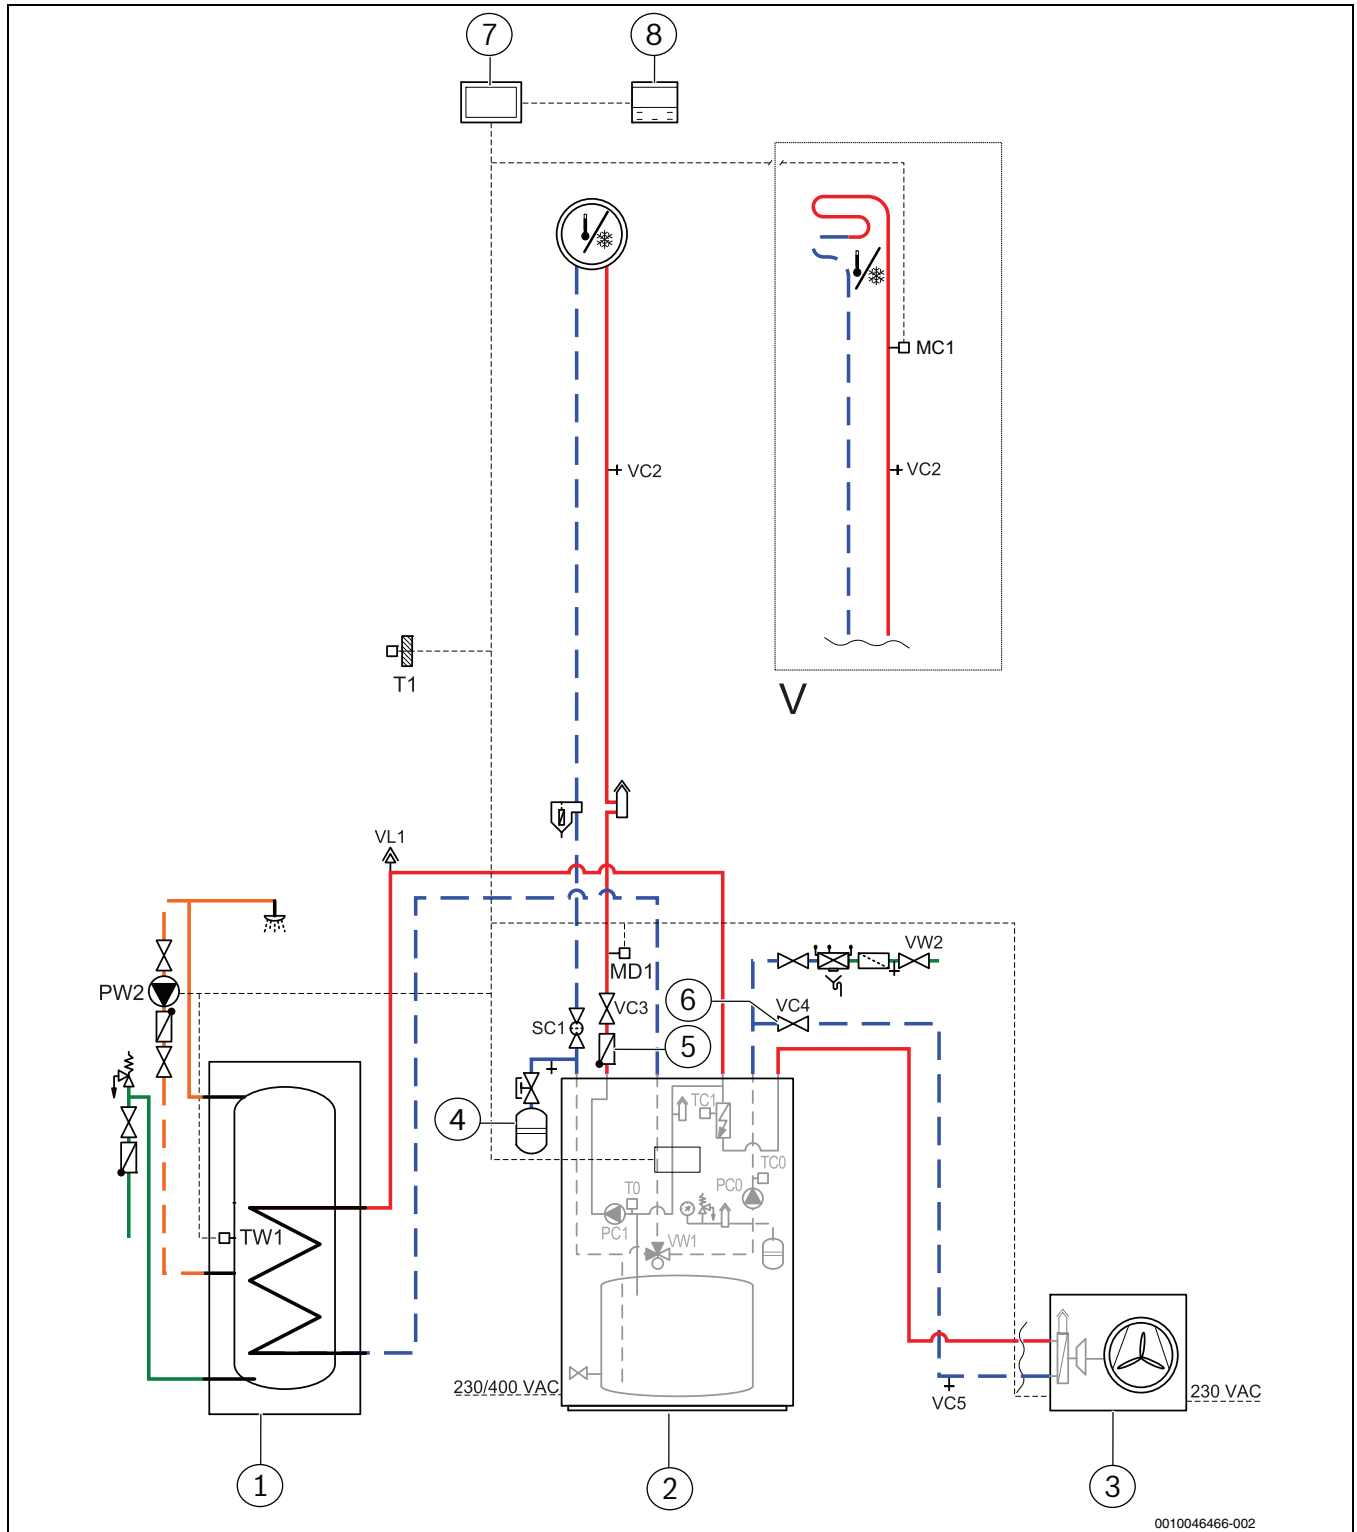 7
8
MC1
VC2
VC2
T1
V
VL1
VW2
MD1
PW2
6
VC3
VC4
SC1
5
TC1
4
TC0
T0
PC0
PC1
VW1
TW1
230/400 VAC
230 VAC
VC5
1
2
3
0010046466-002